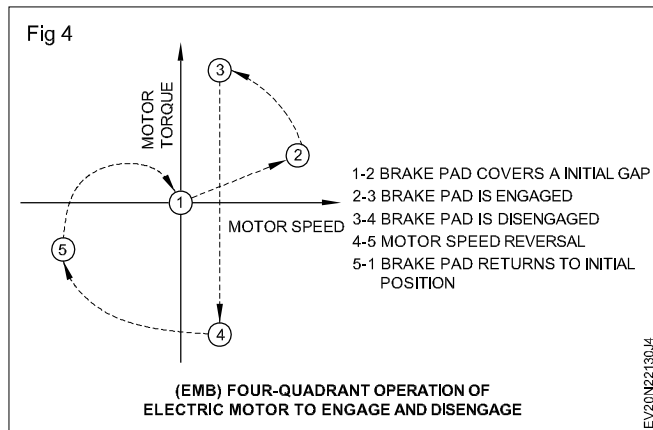 Fig 4
MOTOR
TORQUE
3
2
1
MOTOR SPEED
5
4
1-2 BRAKE PAD COVERS A INITIAL GAP
2-3 BRAKE PAD IS ENGAGED
3-4 BRAKE PAD IS DISENGAGED
4-5 MOTOR SPEED REVERSAL
5-1 BRAKE PAD RETURNS TO INITIAL
POSITION
(EMB) FOUR-QUADRANT OPERATION OF
ELECTRIC MOTOR TO ENGAGE AND DISENGAGE
EV20N22130J4